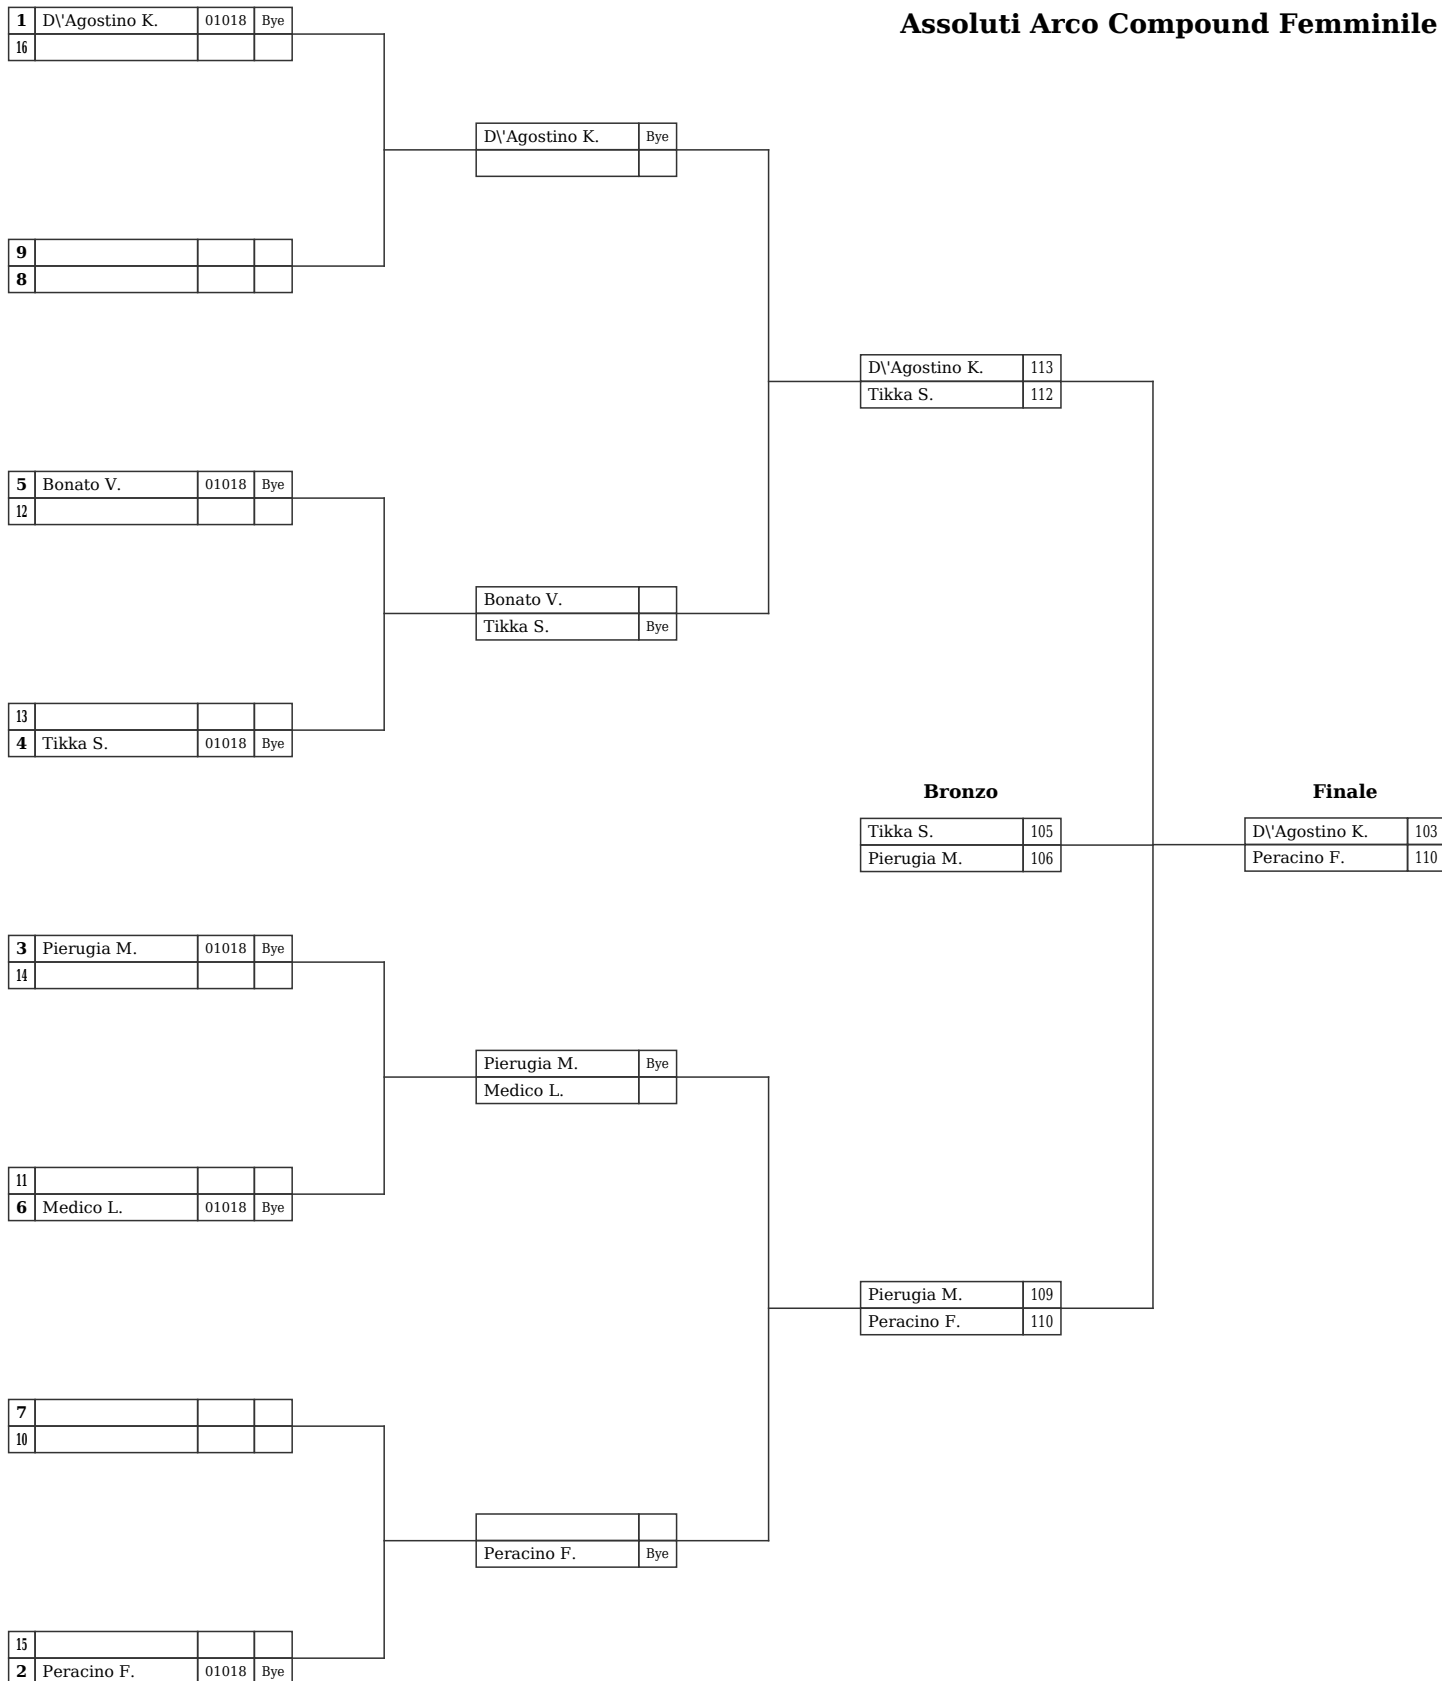 Assoluti Arco Compound Femminile
1 D\'Agostino K. 01018 Bye
16
D\'Agostino K. Bye
9
8
D\'Agostino K. 113
Tikka S. 112
5 Bonato V. 01018 Bye
12
Bonato V.
Tikka S. Bye
13
4 Tikka S. 01018 Bye
Bronzo
Tikka S. 105
Pierugia M. 106
Finale
D\'Agostino K. 103
Peracino F. 110
3 Pierugia M. 01018 Bye
14
Pierugia M. Bye
Medico L.
11
6 Medico L. 01018 Bye
Pierugia M. 109
Peracino F. 110
7
10
Peracino F. Bye
15
2 Peracino F. 01018 Bye